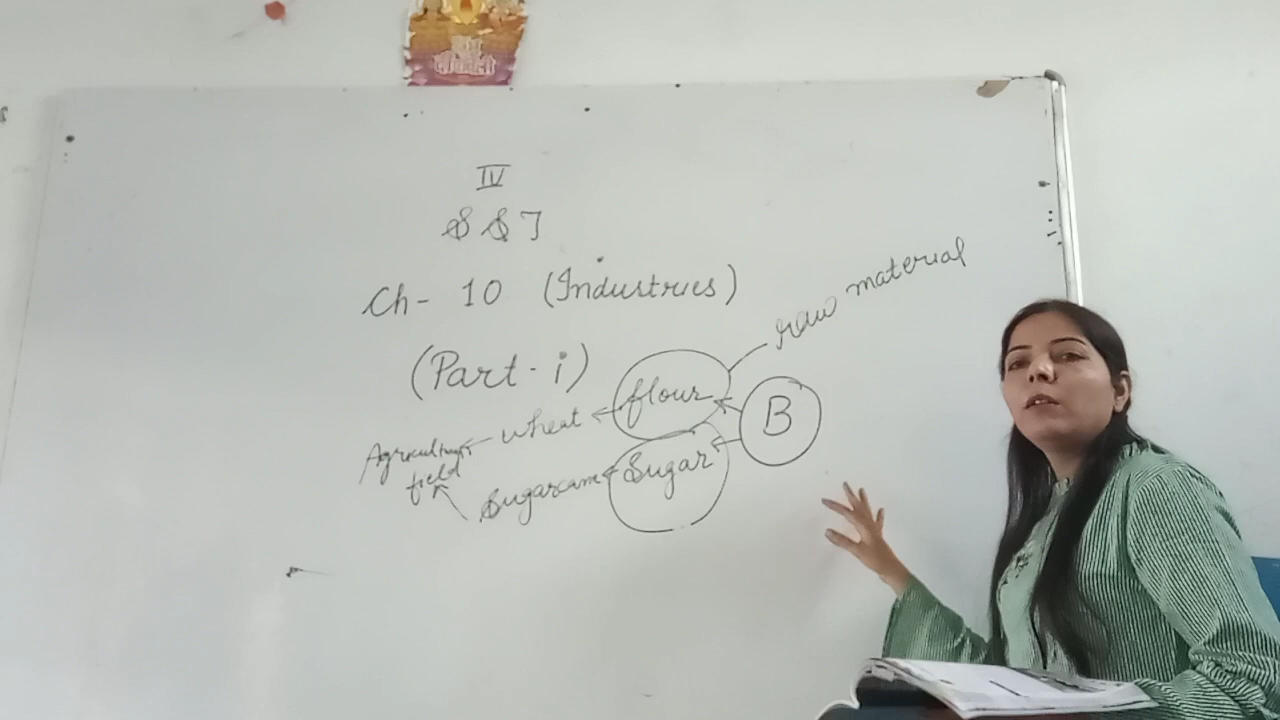 IV
SST
Ch- 10 (Industries)
(Part-i)
raw material
flour
B
wheat
Agriculture
field
Sugar
Sugarcane